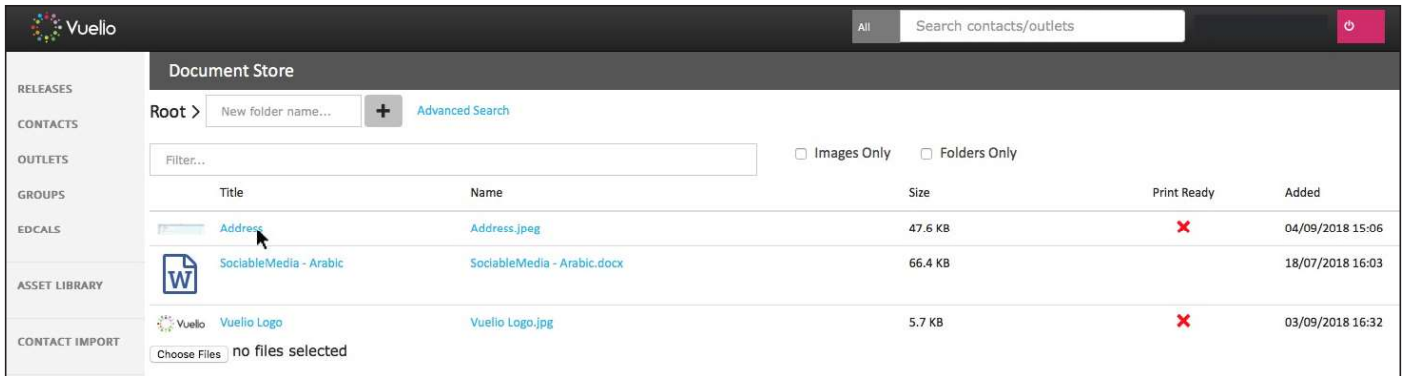 Vuelio All Search contacts/outlets
Document Store
RELEASES
CONTACTS
OUTLETS
GROUPS
EDCALS
ASSET LIBRARY
CONTACT IMPORT
Root > New folder name... + Advanced Search
Filter... Images Only Folders Only
Title Name Size Print Ready Added
Address Address.jpeg 47.6 KB 04/09/2018 15:06
W SociableMedia - Arabic SociableMedia - Arabic.docx 66.4 KB 18/07/2018 16:03
Vuelio Vuelio Logo Vuelio Logo.jpg 5.7 KB 03/09/2018 16:32
Choose Files no files selected